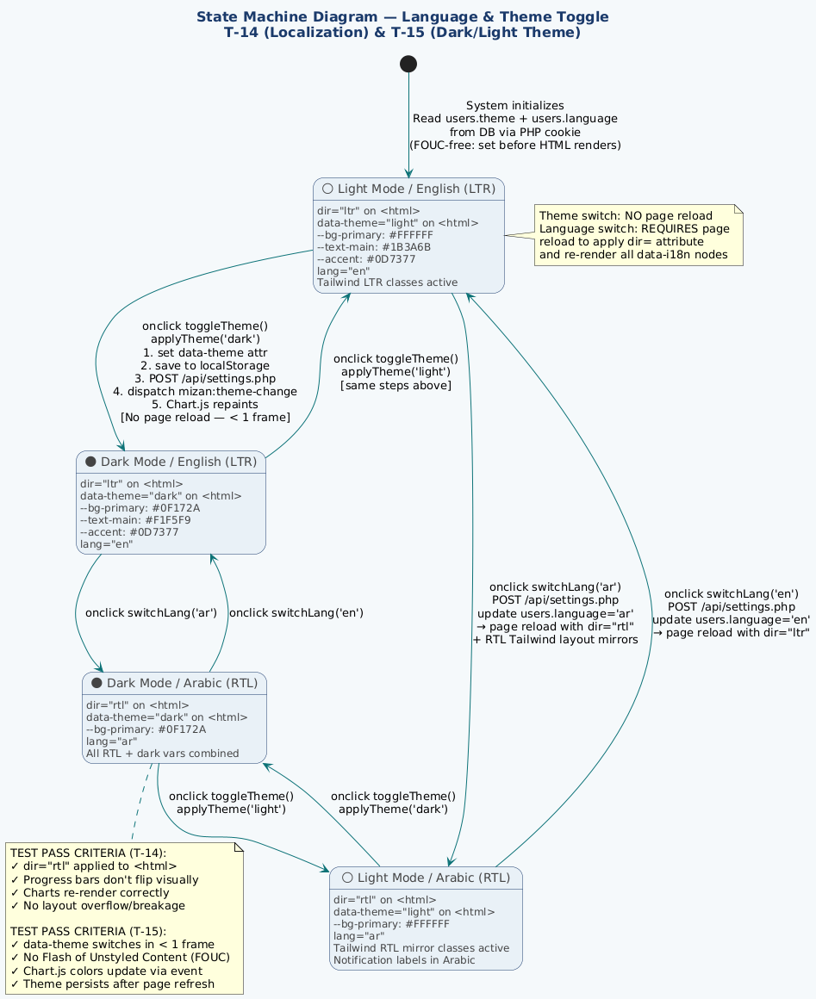 State Machine Diagram — Language & Theme Toggle
T-14 (Localization) & T-15 (Dark/Light Theme)
System initializes
Read users.theme + users.language
from DB via PHP cookie
(FOUC-free: set before HTML renders)
○ Light Mode / English (LTR)
dir="ltr" on <html>
data-theme="light" on <html>
--bg-primary: #FFFFFF
--text-main: #1B3A6B
--accent: #0D7377
lang="en"
Tailwind LTR classes active
Theme switch: NO page reload
Language switch: REQUIRES page
reload to apply dir= attribute
and re-render all data-i18n nodes
onclick toggleTheme()
applyTheme('dark')
1. set data-theme attr
2. save to localStorage
3. POST /api/settings.php
4. dispatch mizan:theme-change
5. Chart.js repaints
[No page reload — < 1 frame]
onclick toggleTheme()
applyTheme('light')
[same steps above]
● Dark Mode / English (LTR)
dir="ltr" on <html>
data-theme="dark" on <html>
--bg-primary: #0F172A
--text-main: #F1F5F9
--accent: #0D7377
lang="en"
onclick switchLang('ar')
onclick switchLang('en')
onclick switchLang('ar')
POST /api/settings.php
update users.language='ar'
→ page reload with dir="rtl"
+ RTL Tailwind layout mirrors
onclick switchLang('en')
POST /api/settings.php
update users.language='en'
→ page reload with dir="ltr"
● Dark Mode / Arabic (RTL)
dir="rtl" on <html>
data-theme="dark" on <html>
--bg-primary: #0F172A
lang="ar"
All RTL + dark vars combined
onclick toggleTheme()
applyTheme('light')
onclick toggleTheme()
applyTheme('dark')
TEST PASS CRITERIA (T-14):
✓ dir="rtl" applied to <html>
✓ Progress bars don't flip visually
✓ Charts re-render correctly
✓ No layout overflow/breakage
TEST PASS CRITERIA (T-15):
✓ data-theme switches in < 1 frame
✓ No Flash of Unstyled Content (FOUC)
✓ Chart.js colors update via event
✓ Theme persists after page refresh
○ Light Mode / Arabic (RTL)
dir="rtl" on <html>
data-theme="light" on <html>
--bg-primary: #FFFFFF
lang="ar"
Tailwind RTL mirror classes active
Notification labels in Arabic